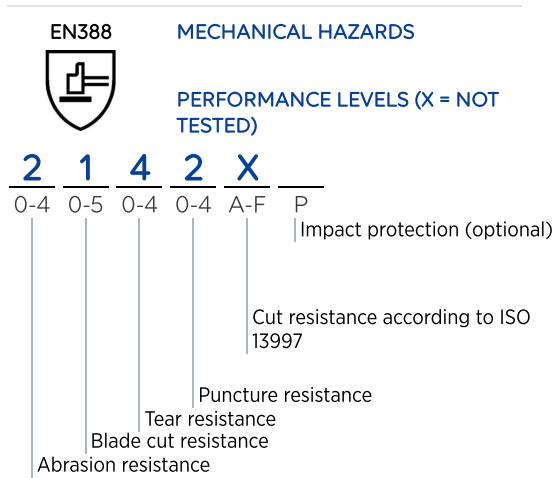 EN388
MECHANICAL HAZARDS
PERFORMANCE LEVELS (X = NOT
TESTED)
2 1 4 2 X
0-4 0-5 0-4 0-4 A-F P
Impact protection (optional)
Cut resistance according to ISO
13997
Puncture resistance
Tear resistance
Blade cut resistance
Abrasion resistance